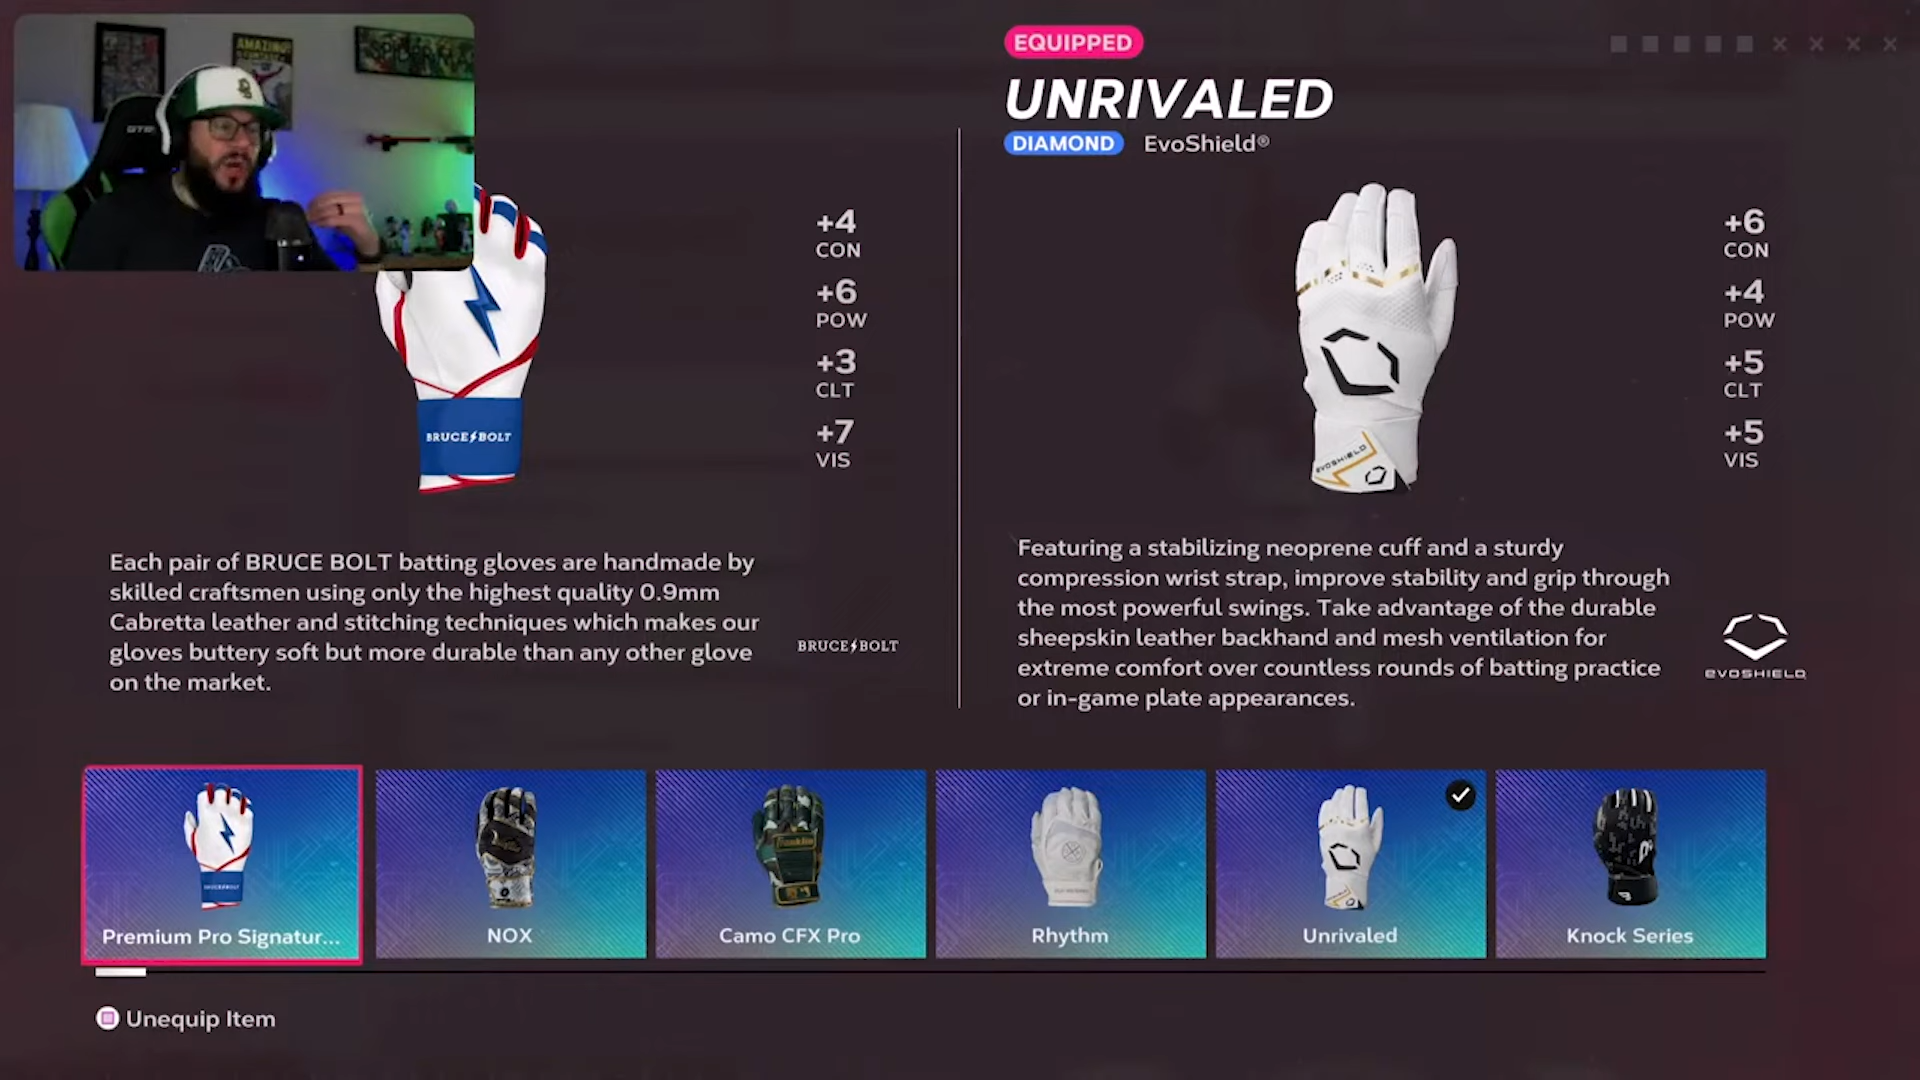 AMAZING
EQUIPPED
UNRIVALED
DIAMOND EvoShield®
+4
CON
+6
POW
+3
CLT
+7
VIS
BRUCE BOLT
+6
CON
+4
POW
+5
CLT
+5
VIS
EVOSHIELD
Each pair of BRUCE BOLT batting gloves are handmade by
skilled craftsmen using only the highest quality 0.9mm
Cabretta leather and stitching techniques which makes our
gloves buttery soft but more durable than any other glove
on the market.
BRUCE BOLT
Featuring a stabilizing neoprene cuff and a sturdy
compression wrist strap, improve stability and grip through
the most powerful swings. Take advantage of the durable
sheepskin leather backhand and mesh ventilation for
extreme comfort over countless rounds of batting practice
or in-game plate appearances.
EVOSHIELD
BRUCE BOLT
Franklin
Premium Pro Signatur...
NOX
Camo CFX Pro
Rhythm
Unrivaled
Knock Series
Unequip Item